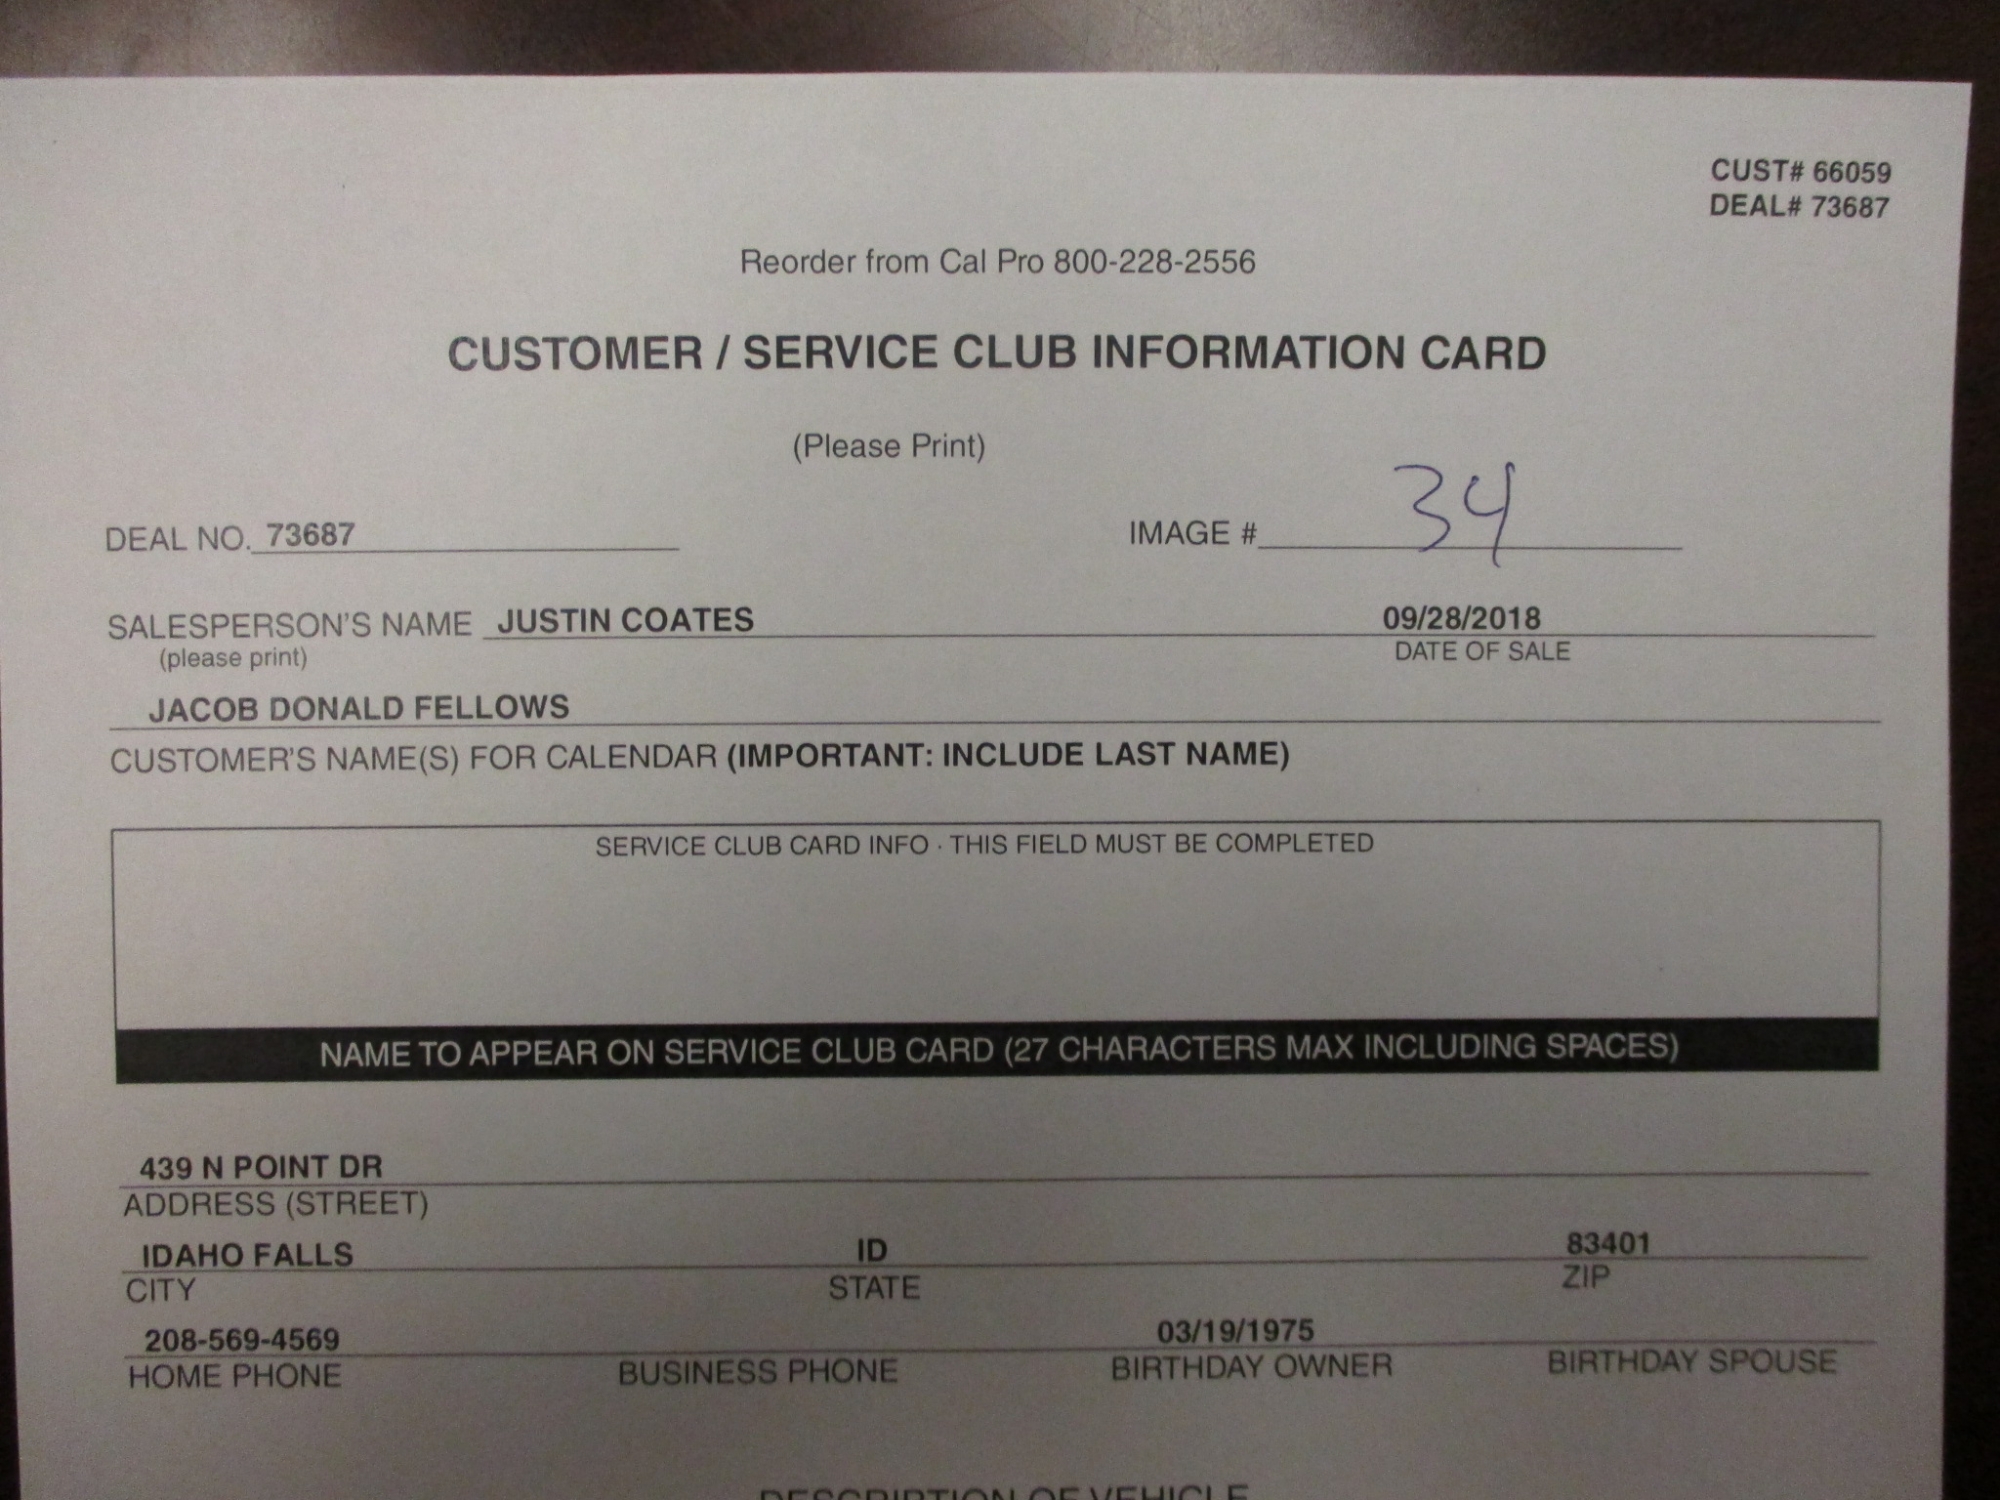 CUST# 66059
DEAL# 73687
Reorder from Cal Pro 800-228-2556
CUSTOMER / SERVICE CLUB INFORMATION CARD
(Please Print)
DEAL NO. 73687 IMAGE # 34
SALESPERSON'S NAME JUSTIN COATES 09/28/2018
(please print) DATE OF SALE
JACOB DONALD FELLOWS
CUSTOMER'S NAME(S) FOR CALENDAR (IMPORTANT: INCLUDE LAST NAME)
SERVICE CLUB CARD INFO · THIS FIELD MUST BE COMPLETED
NAME TO APPEAR ON SERVICE CLUB CARD (27 CHARACTERS MAX INCLUDING SPACES)
439 N POINT DR
ADDRESS (STREET)
IDAHO FALLS ID 83401
CITY STATE ZIP
208-569-4569 03/19/1975
HOME PHONE BUSINESS PHONE BIRTHDAY OWNER BIRTHDAY SPOUSE
DESCRIPTION OF VEHICLE